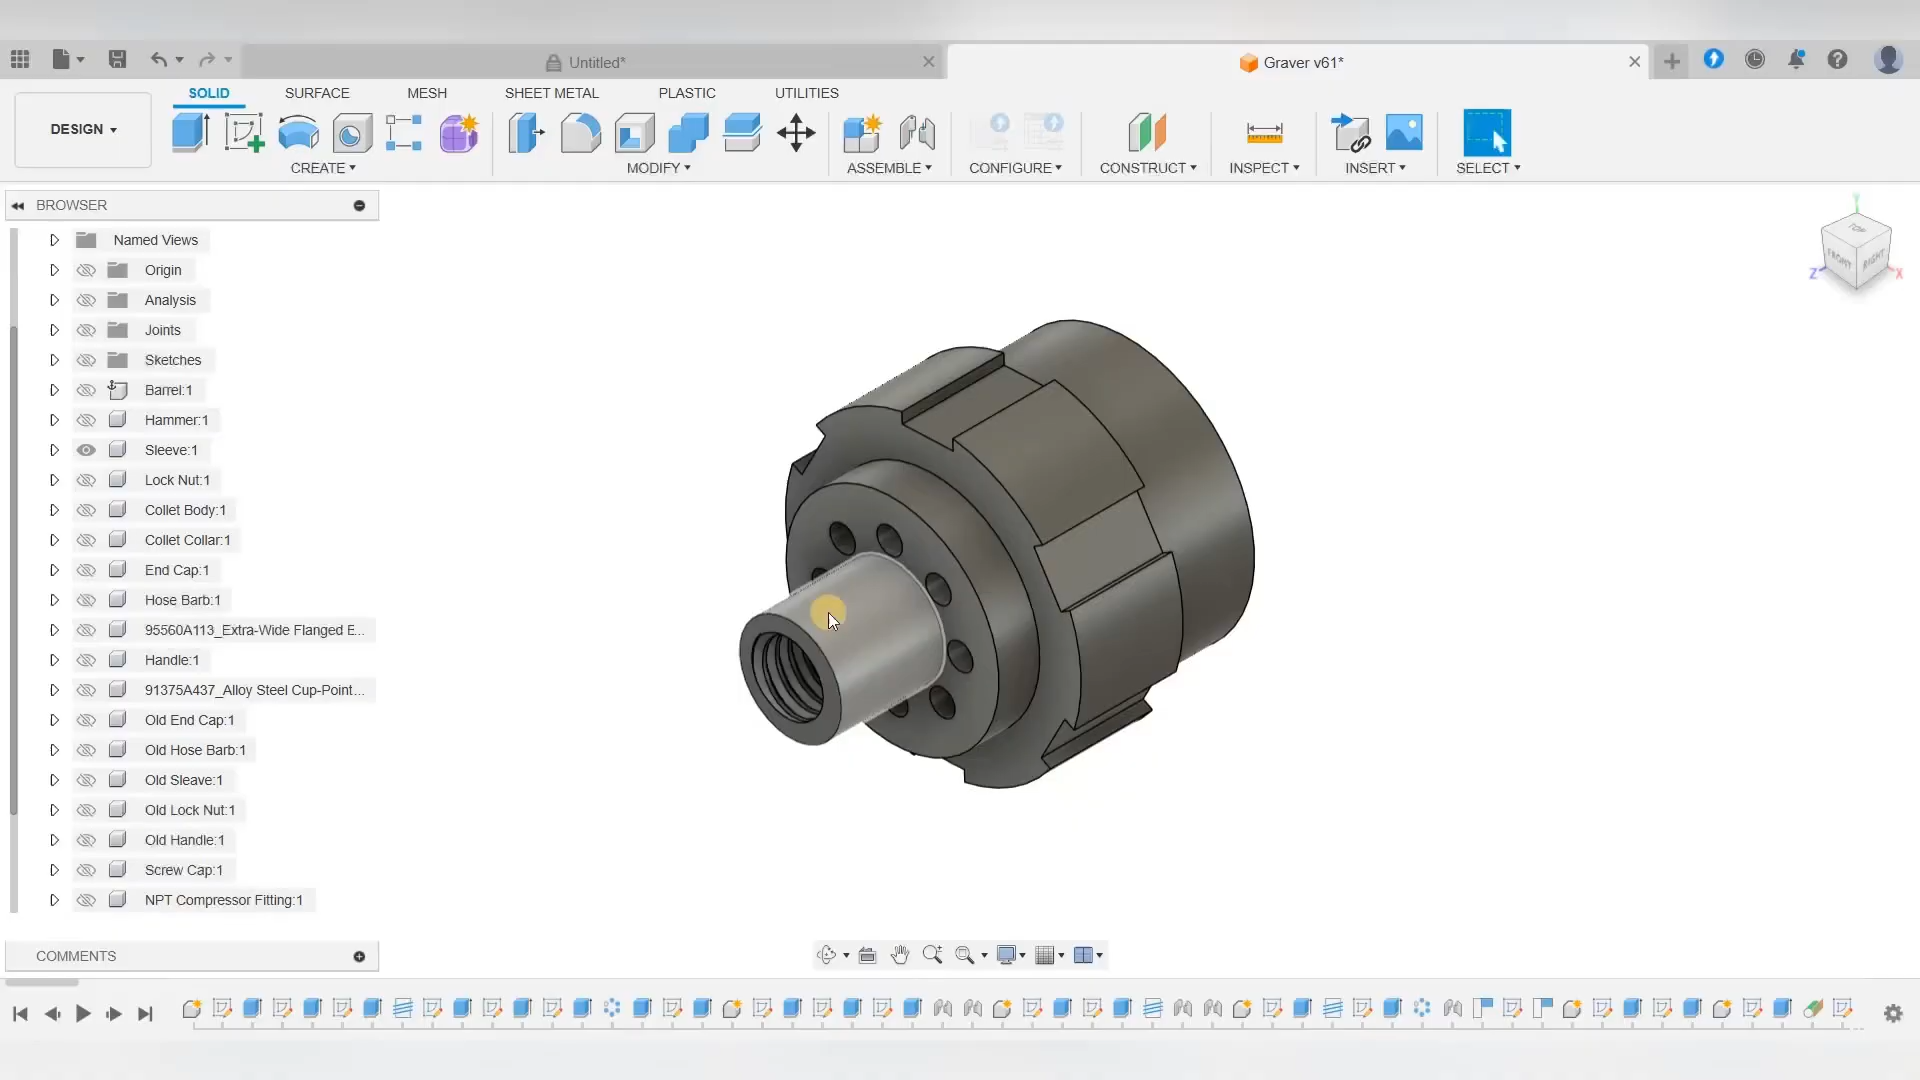 Untitled*
Graver v61*
SOLID SURFACE MESH SHEET METAL PLASTIC UTILITIES
DESIGN
CREATE MODIFY ASSEMBLE CONFIGURE CONSTRUCT INSPECT INSERT SELECT
BROWSER
Named Views
Origin
Analysis
Joints
Sketches
Barrel:1
Hammer:1
Sleeve:1
Lock Nut:1
Collet Body:1
Collet Collar:1
End Cap:1
Hose Barb:1
95560A113_Extra-Wide Flanged E...
Handle:1
91375A437_Alloy Steel Cup-Point...
Old End Cap:1
Old Hose Barb:1
Old Sleave:1
Old Lock Nut:1
Old Handle:1
Screw Cap:1
NPT Compressor Fitting:1
COMMENTS
Y
TOP
FRONT RIGHT
Z X